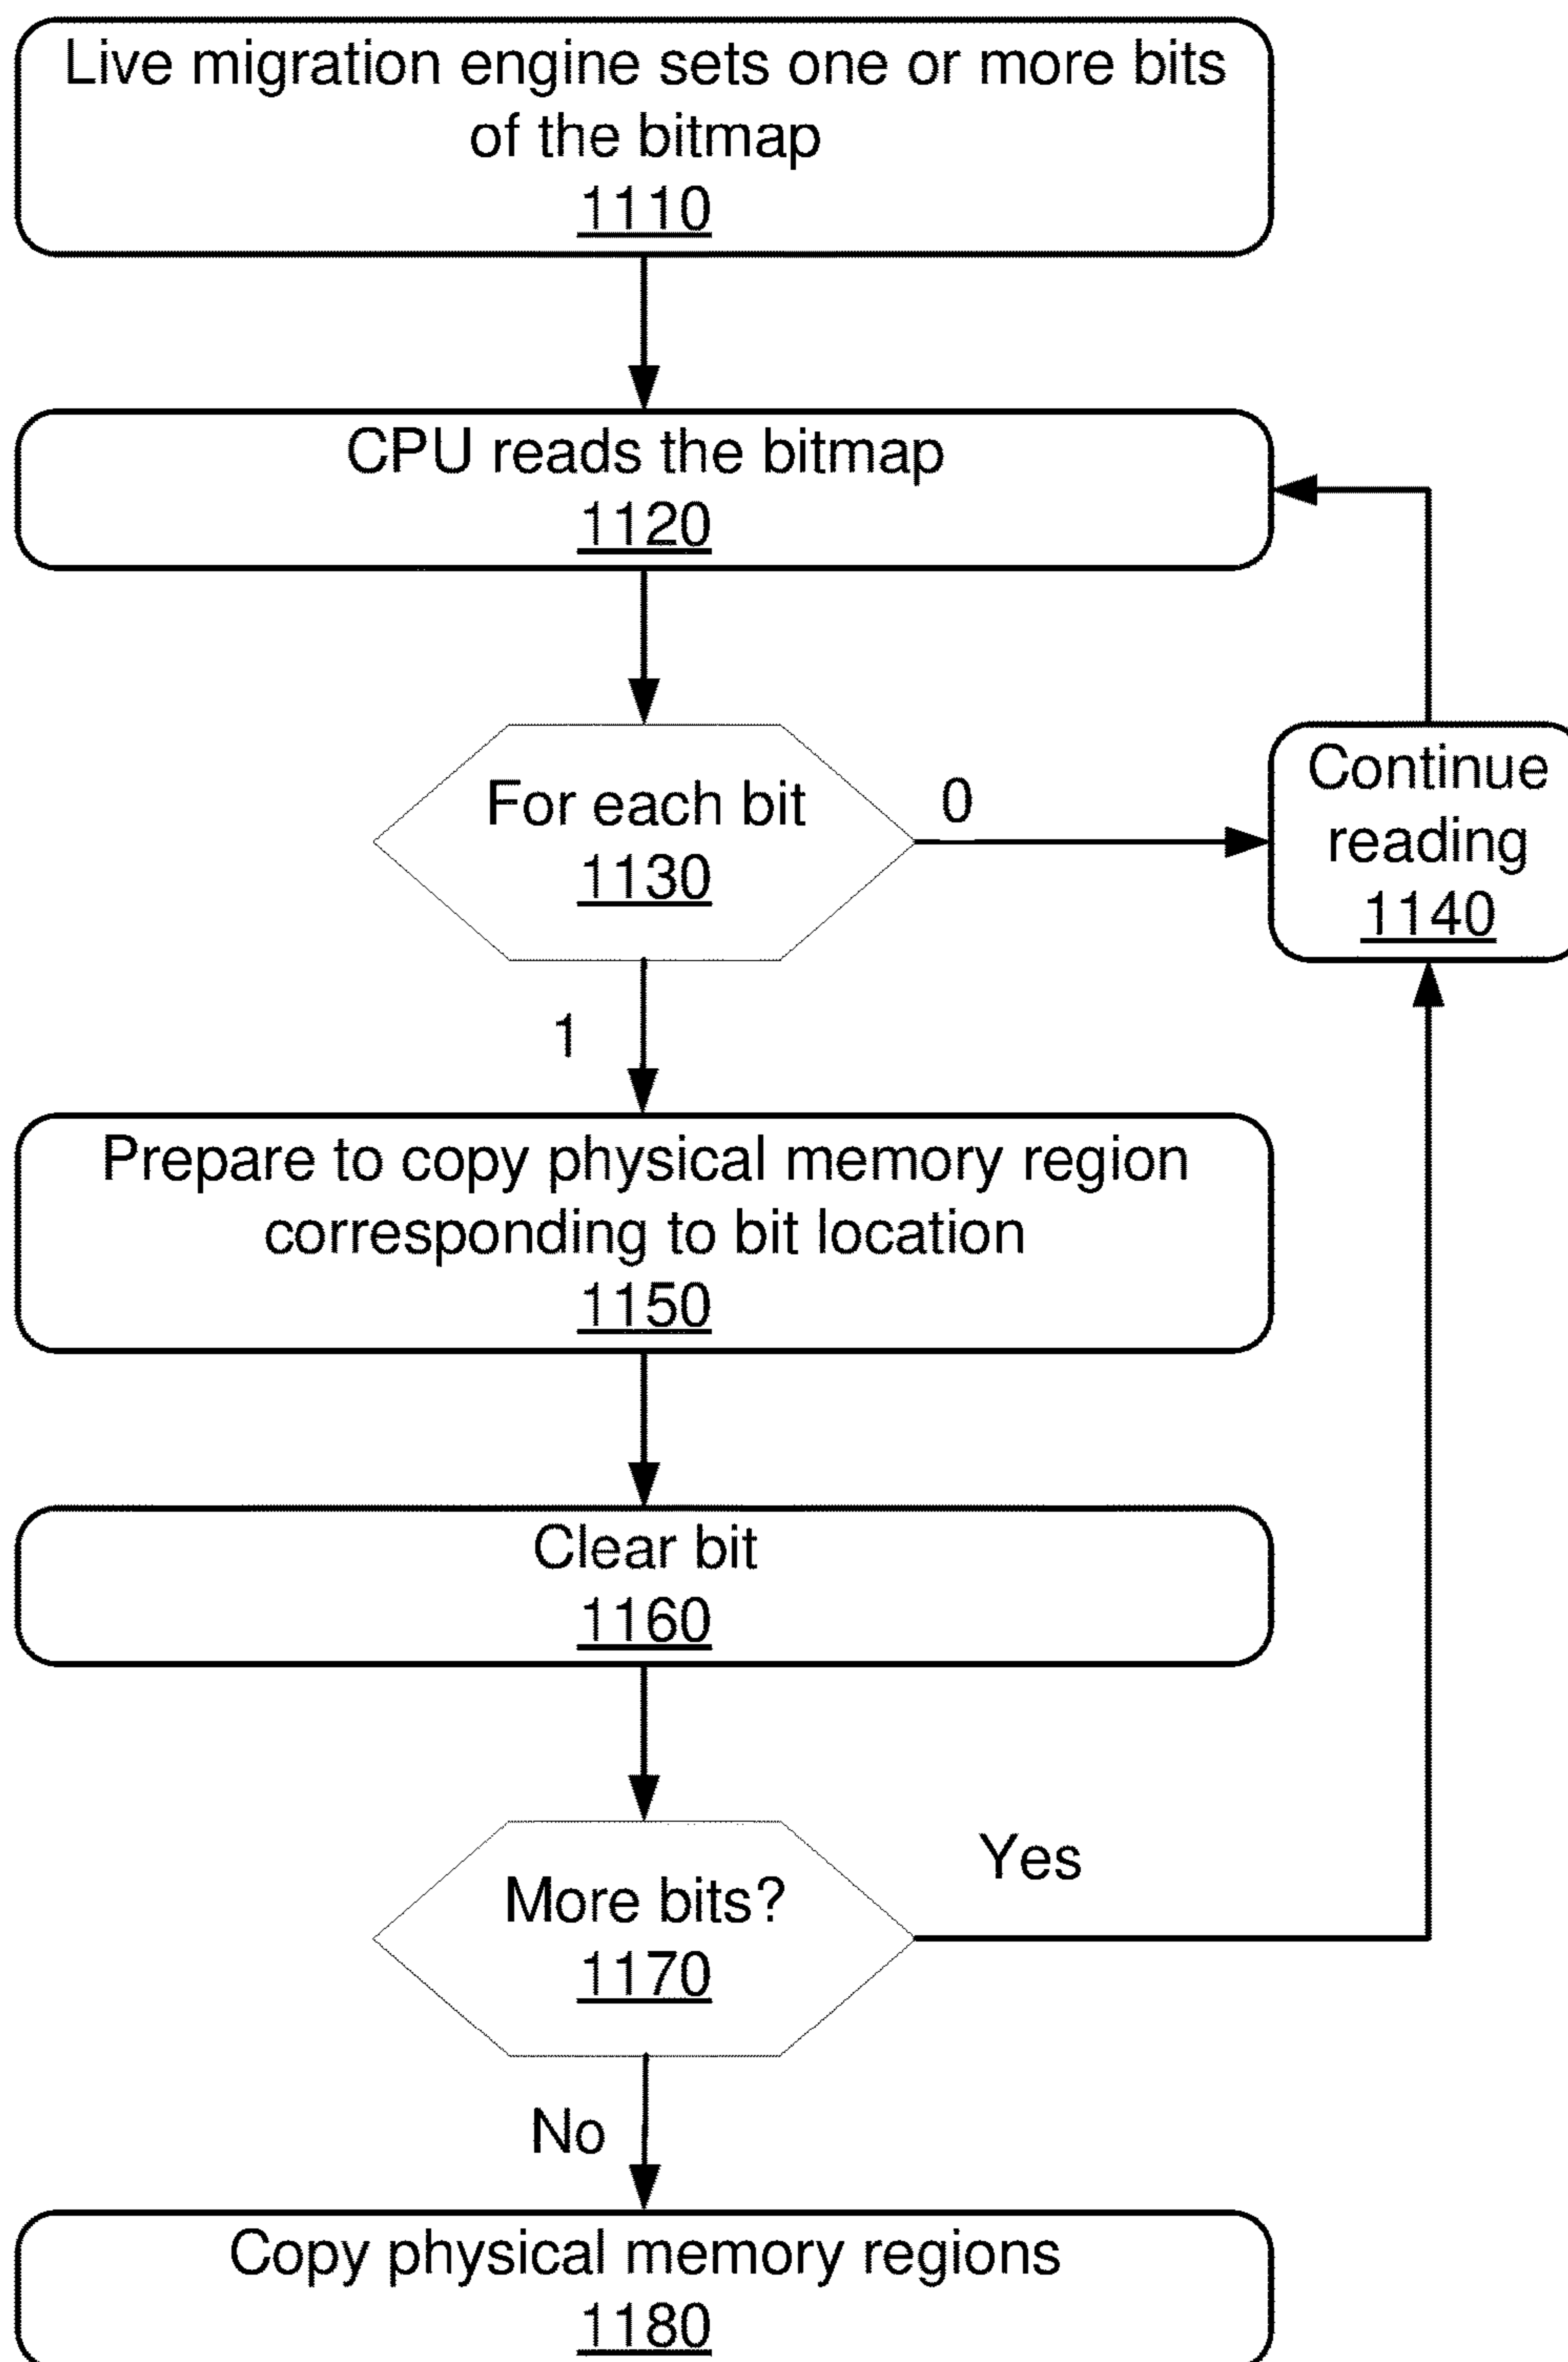 Live migration engine sets one or more bits
of the bitmap
1110
CPU reads the bitmap
1120
For each bit
1130
0
Continue
reading
1140
1
Prepare to copy physical memory region
corresponding to bit location
1150
Clear bit
1160
More bits?
1170
Yes
No
Copy physical memory regions
1180